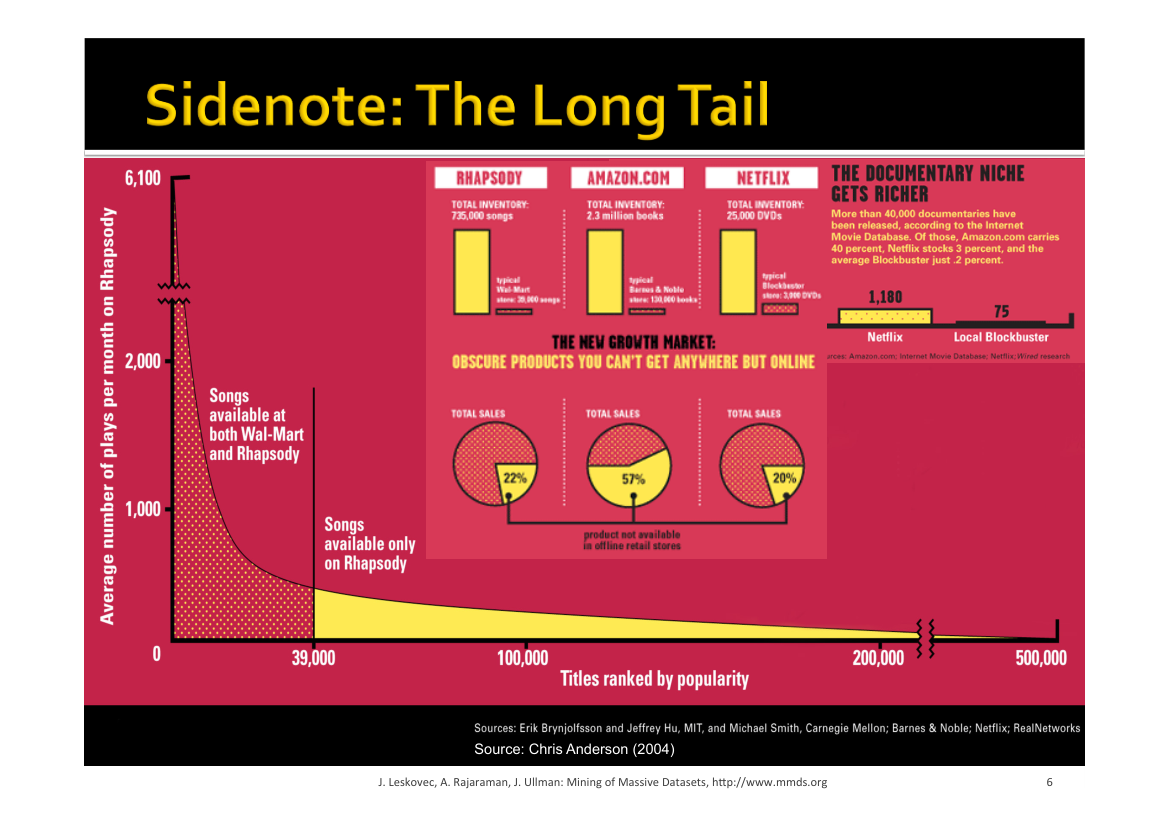 Sidenote: The Long Tail
6,100
2,000
1,000
0
Average number of plays per month on Rhapsody
Songs
available at
both Wal-Mart
and Rhapsody
Songs
available only
on Rhapsody
39,000
100,000
200,000
500,000
Titles ranked by popularity
RHAPSODY
TOTAL INVENTORY:
735,000 songs
typical
Wal-Mart
store: 39,000 songs
AMAZON.COM
TOTAL INVENTORY:
2.3 million books
typical
Barnes & Noble
store: 130,000 books
NETFLIX
TOTAL INVENTORY:
25,000 DVDs
typical
Blockbuster
store: 3,000 DVDs
THE NEW GROWTH MARKET:
OBSCURE PRODUCTS YOU CAN'T GET ANYWHERE BUT ONLINE
TOTAL SALES
22%
TOTAL SALES
57%
TOTAL SALES
20%
product not available
in offline retail stores
THE DOCUMENTARY NICHE
GETS RICHER
More than 40,000 documentaries have
been released, according to the Internet
Movie Database. Of those, Amazon.com carries
40 percent, Netflix stocks 3 percent, and the
average Blockbuster just .2 percent.
1,180
75
Netflix
Local Blockbuster
urces: Amazon.com; Internet Movie Database; Netflix; Wired research
Sources: Erik Brynjolfsson and Jeffrey Hu, MIT, and Michael Smith, Carnegie Mellon; Barnes & Noble; Netflix; RealNetworks
Source: Chris Anderson (2004)
J. Leskovec, A. Rajaraman, J. Ullman: Mining of Massive Datasets, http://www.mmds.org
6